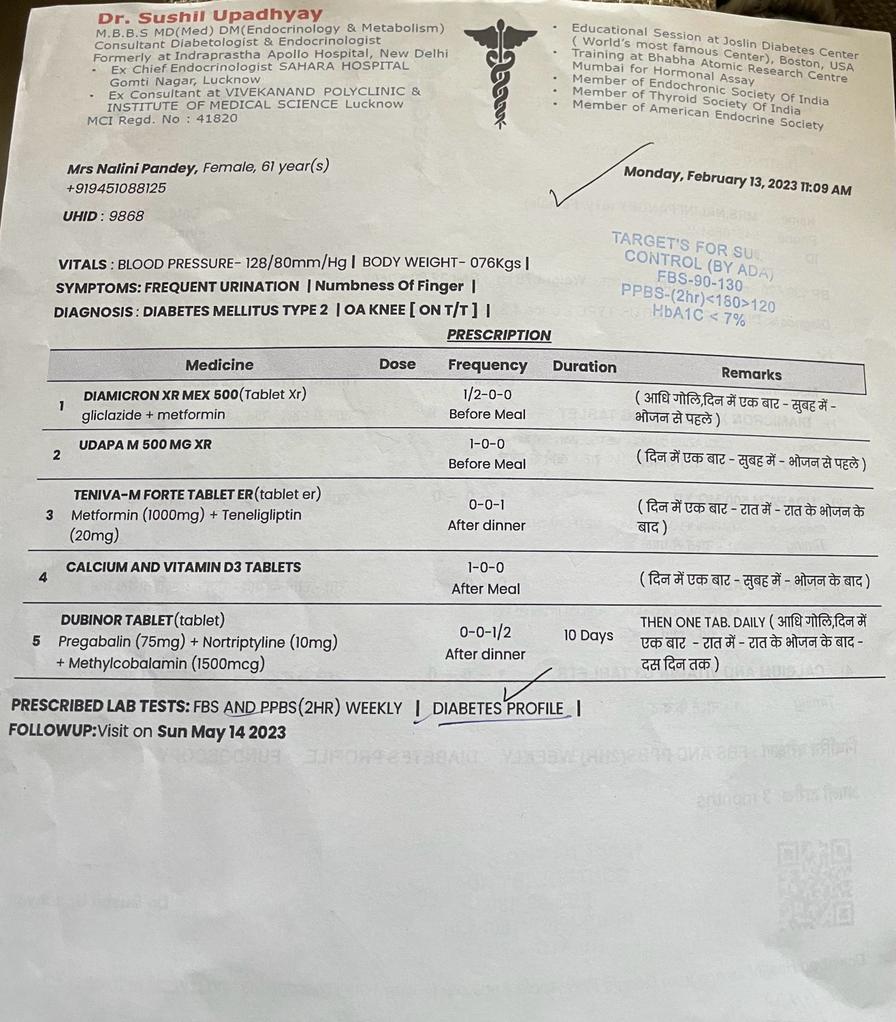 Dr. Sushil Upadhyay
M.B.B.S MD(Med) DM(Endocrinology & Metabolism)
Consultant Diabetologist & Endocrinologist
Formerly at Indraprastha Apollo Hospital, New Delhi
• Ex Chief Endocrinologist SAHARA HOSPITAL
Gomti Nagar, Lucknow
• Ex Consultant at VIVEKANAND POLYCLINIC &
INSTITUTE OF MEDICAL SCIENCE Lucknow
MCI Regd. No : 41820
• Educational Session at Joslin Diabetes Center
( World's most famous Center), Boston, USA
• Training at Bhabha Atomic Research Centre
Mumbai for Hormonal Assay
• Member of Endochronic Society Of India
• Member of Thyroid Society Of India
• Member of American Endocrine Society
Mrs Nalini Pandey, Female, 61 year(s)
+919451088125
UHID : 9868
Monday, February 13, 2023 11:09 AM
VITALS : BLOOD PRESSURE- 128/80mm/Hg | BODY WEIGHT- 076Kgs |
SYMPTOMS: FREQUENT URINATION | Numbness Of Finger |
DIAGNOSIS : DIABETES MELLITUS TYPE 2 | OA KNEE [ ON T/T ] |
TARGET'S FOR
CONTROL (BY ADA)
FBS-90-130
PPBS-(2hr)<180>120
HbA1C < 7%
PRESCRIPTION
Medicine Dose Frequency Duration Remarks
1 DIAMICRON XR MEX 500(Tablet Xr) 1/2-0-0 ( आधि गोलि,दिन में एक बार - सुबह में -
gliclazide + metformin Before Meal भोजन से पहले )
2 UDAPA M 500 MG XR 1-0-0 ( दिन में एक बार - सुबह में - भोजन से पहले )
Before Meal
3 TENIVA-M FORTE TABLET ER(tablet er) 0-0-1 ( दिन में एक बार - रात में - रात के भोजन के
Metformin (1000mg) + Teneligliptin After dinner बाद )
(20mg)
4 CALCIUM AND VITAMIN D3 TABLETS 1-0-0 ( दिन में एक बार - सुबह में - भोजन के बाद )
After Meal
5 DUBINOR TABLET(tablet) 0-0-1/2 10 Days THEN ONE TAB. DAILY ( आधि गोलि,दिन में
Pregabalin (75mg) + Nortriptyline (10mg) After dinner एक बार - रात में - रात के भोजन के बाद -
+ Methylcobalamin (1500mcg) दस दिन तक )
PRESCRIBED LAB TESTS: FBS AND PPBS(2HR) WEEKLY | DIABETES PROFILE |
FOLLOWUP:Visit on Sun May 14 2023